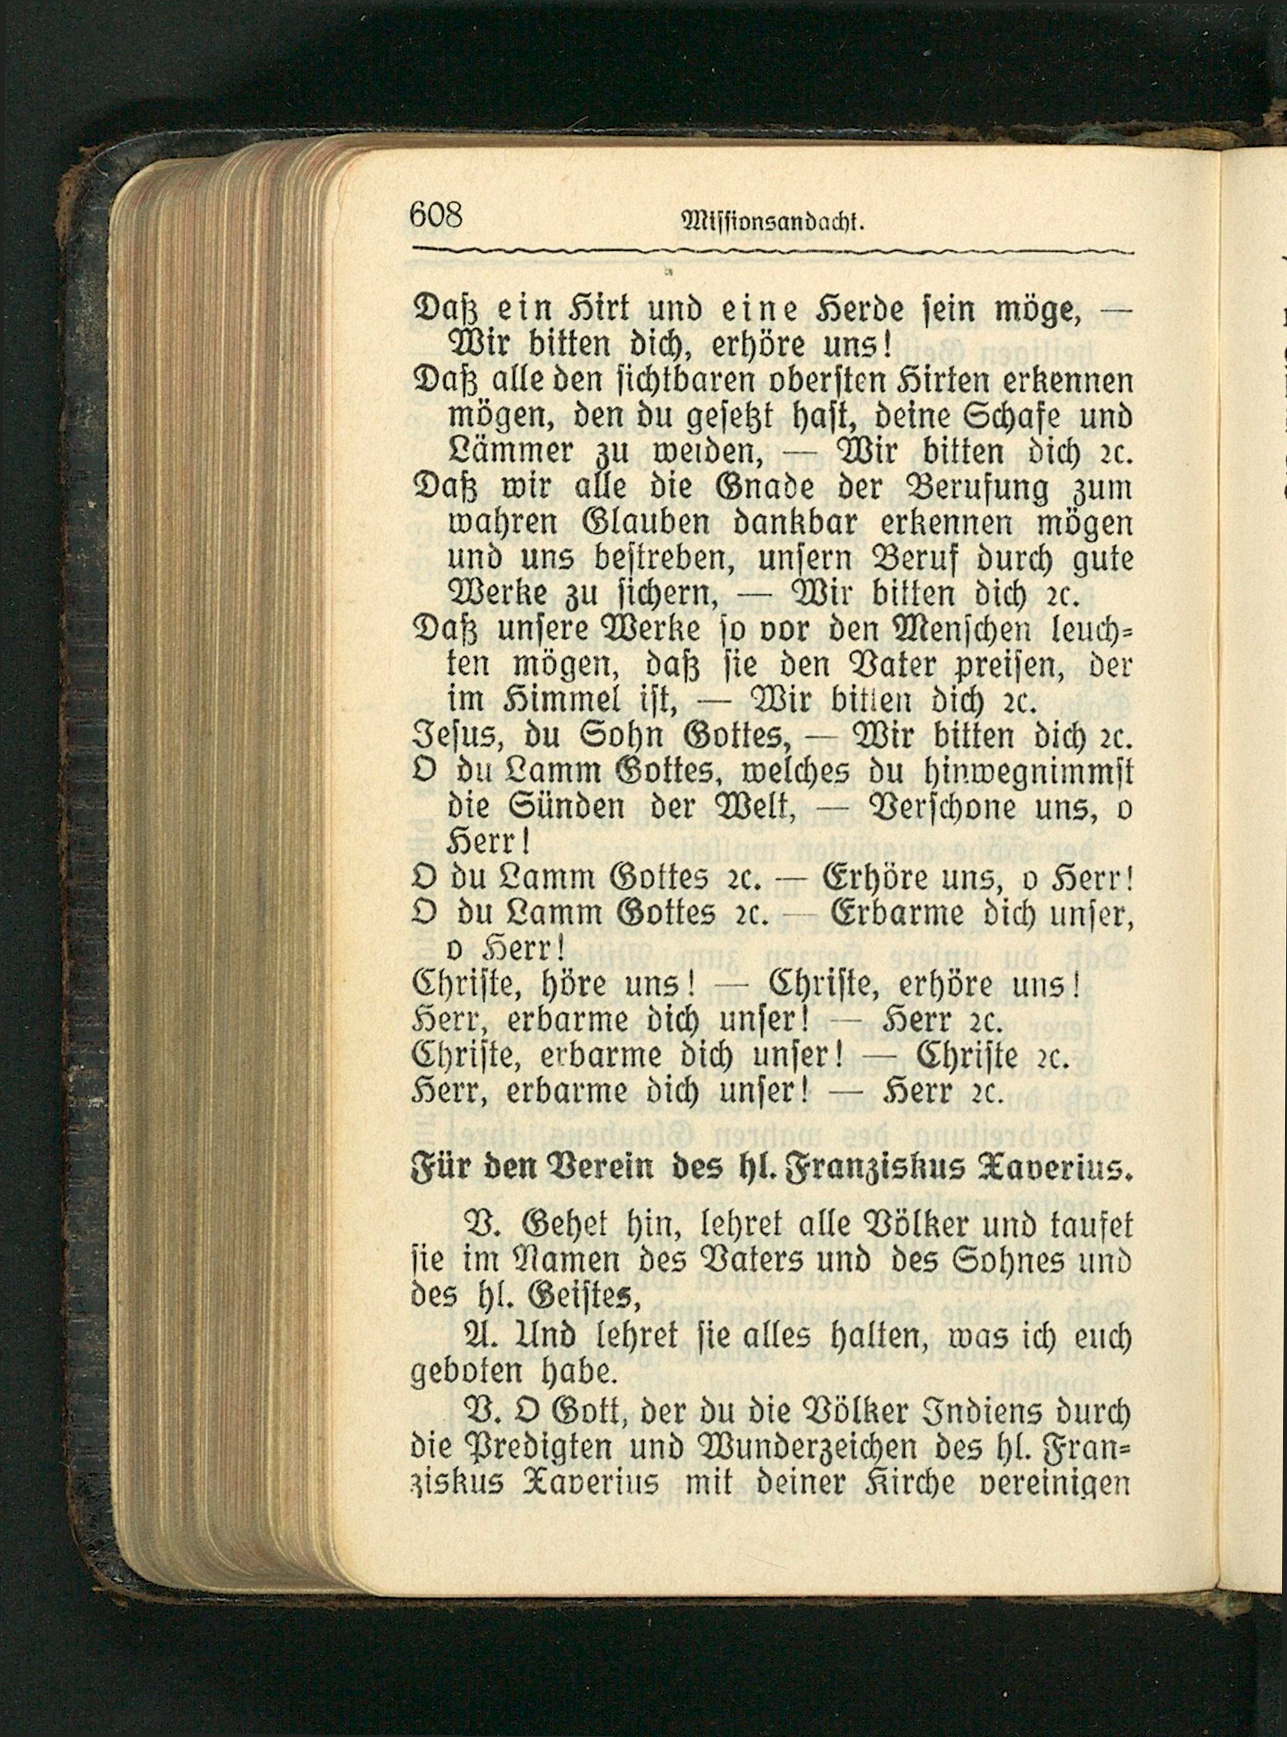 608
Missionsandacht.
Daß ein Hirt und eine Herde sein möge, —
Wir bitten dich, erhöre uns!
Daß alle den sichtbaren obersten Hirten erkennen
mögen, den du gesetzt hast, deine Schafe und
Lämmer zu weiden, — Wir bitten dich ꝛc.
Daß wir alle die Gnade der Berufung zum
wahren Glauben dankbar erkennen mögen
und uns bestreben, unsern Beruf durch gute
Werke zu sichern, — Wir bitten dich ꝛc.
Daß unsere Werke so vor den Menschen leuch-
ten mögen, daß sie den Vater preisen, der
im Himmel ist, — Wir bitten dich ꝛc.
Jesus, du Sohn Gottes, — Wir bitten dich ꝛc.
O du Lamm Gottes, welches du hinwegnimmst
die Sünden der Welt, — Verschone uns, o
Herr!
O du Lamm Gottes ꝛc. — Erhöre uns, o Herr!
O du Lamm Gottes ꝛc. — Erbarme dich unser,
o Herr!
Christe, höre uns! — Christe, erhöre uns!
Herr, erbarme dich unser! — Herr ꝛc.
Christe, erbarme dich unser! — Christe ꝛc.
Herr, erbarme dich unser! — Herr ꝛc.
Für den Verein des hl. Franziskus Xaverius.
V. Gehet hin, lehret alle Völker und taufet
sie im Namen des Vaters und des Sohnes und
des hl. Geistes,
A. Und lehret sie alles halten, was ich euch
geboten habe.
V. O Gott, der du die Völker Indiens durch
die Predigten und Wunderzeichen des hl. Fran-
ziskus Xaverius mit deiner Kirche vereinigen